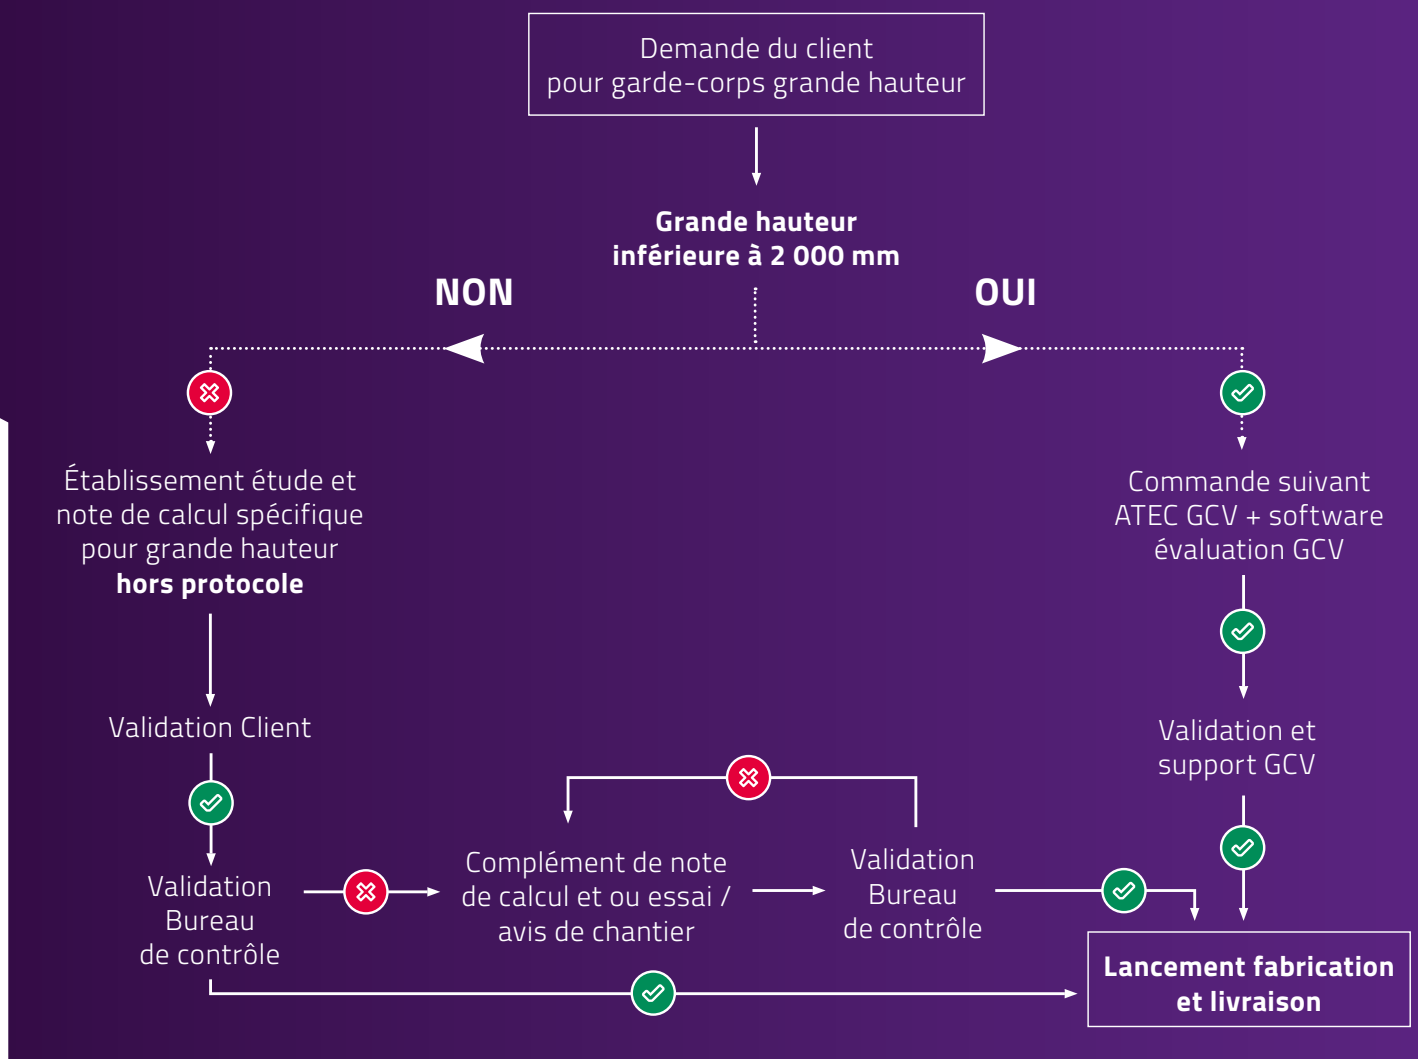 Demande du client
pour garde-corps grande hauteur
Grande hauteur
inférieure à 2 000 mm
NON
OUI
Établissement étude et
note de calcul spécifique
pour grande hauteur
hors protocole
Commande suivant
ATEC GCV + software
évaluation GCV
Validation Client
Validation et
support GCV
Validation
Bureau
de contrôle
Complément de note
de calcul et ou essai /
avis de chantier
Validation
Bureau
de contrôle
Lancement fabrication
et livraison